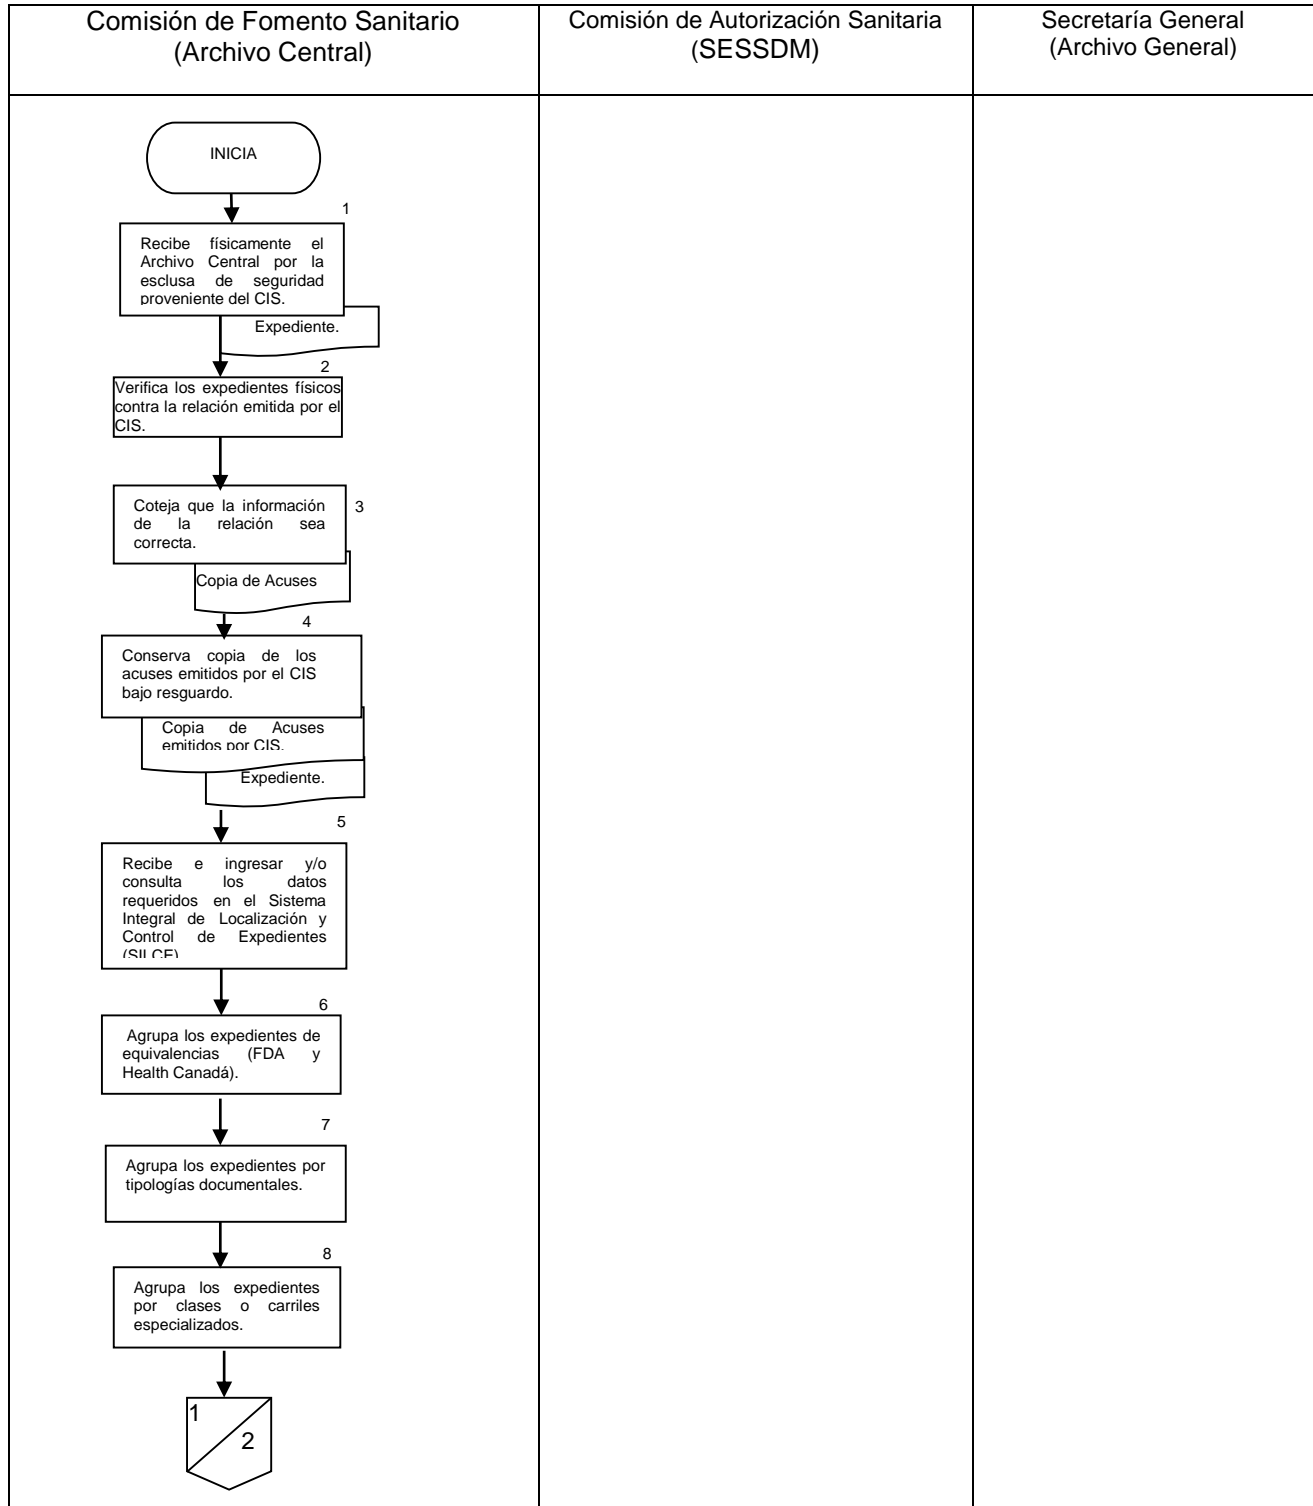 Comisión de Fomento Sanitario
(Archivo Central)
Comisión de Autorización Sanitaria
(SESSDM)
Secretaría General
(Archivo General)
INICIA
1
Recibe físicamente el
Archivo Central por la
esclusa de seguridad
proveniente del CIS.
Expediente.
2
Verifica los expedientes físicos
contra la relación emitida por el
CIS.
3
Coteja que la información
de la relación sea
correcta.
Copia de Acuses
4
Conserva copia de los
acuses emitidos por el CIS
bajo resguardo.
Copia de Acuses
emitidos por CIS.
Expediente.
5
Recibe e ingresar y/o
consulta los datos
requeridos en el Sistema
Integral de Localización y
Control de Expedientes
(SILCE)
6
Agrupa los expedientes de
equivalencias (FDA y
Health Canadá).
7
Agrupa los expedientes por
tipologías documentales.
8
Agrupa los expedientes
por clases o carriles
especializados.
1
2